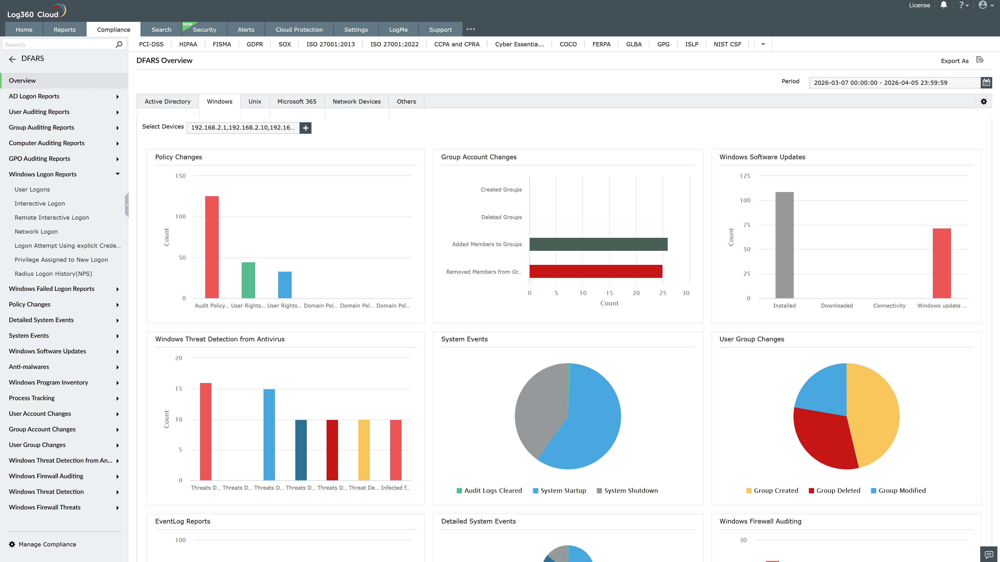 Log360 Cloud
License
?
Home
Reports
Compliance
Search
NEW
Security
Alerts
Cloud Protection
Settings
LogMe
Support
Search
PCI-DSS
HIPAA
FISMA
GDPR
SOX
ISO 27001:2013
ISO 27001:2022
CCPA and CPRA
Cyber Essentia...
COCO
FERPA
GLBA
GPG
ISLP
NIST CSF
DFARS
Overview
AD Logon Reports
User Auditing Reports
Group Auditing Reports
Computer Auditing Reports
GPO Auditing Reports
Windows Logon Reports
User Logons
Interactive Logon
Remote Interactive Logon
Network Logon
Logon Attempt Using explicit Crede...
Privilege Assigned to New Logon
Radius Logon History(NPS)
Windows Failed Logon Reports
Policy Changes
Detailed System Events
System Events
Windows Software Updates
Anti-malwares
Windows Program Inventory
Process Tracking
User Account Changes
Group Account Changes
User Group Changes
Windows Threat Detection from An...
Windows Firewall Auditing
Windows Threat Detection
Windows Firewall Threats
Manage Compliance
DFARS Overview
Export As
Period
2026-03-07 00:00:00 - 2026-04-05 23:59:59
Active Directory
Windows
Unix
Microsoft 365
Network Devices
Others
Select Devices
192.168.2.1,192.168.2.10,192.16...
Policy Changes
150
100
50
0
Count
Audit Policy...
User Rights...
User Rights...
Domain Pol...
Domain Pol...
Domain Pol...
Group Account Changes
Created Groups
Deleted Groups
Added Members to Groups
Removed Members from Gr...
0
5
10
15
20
25
30
Count
Windows Software Updates
125
100
75
50
25
0
Count
Installed
Downloaded
Connectivity
Windows update ...
Windows Threat Detection from Antivirus
20
15
10
5
0
Count
Threats D...
Threats D...
Threats D...
Threats D...
Threats D...
Threat De...
Infected f...
System Events
Audit Logs Cleared
System Startup
System Shutdown
User Group Changes
Group Created
Group Deleted
Group Modified
EventLog Reports
100
Detailed System Events
Windows Firewall Auditing
30